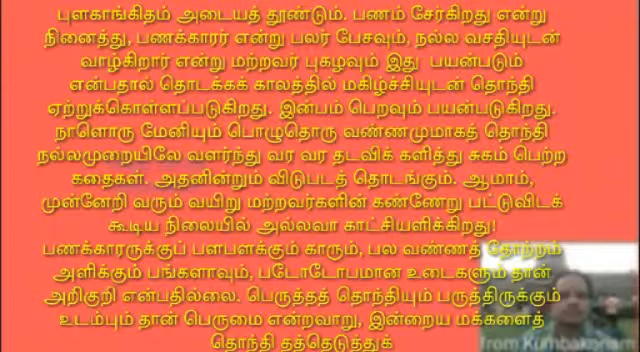 புளகாங்கிதம் அடையத் தூண்டும். பணம் சேர்கிறது என்று
நினைத்து, பணக்காரர் என்று பலர் பேசவும், நல்ல வசதியுடன்
வாழ்கிறார் என்று மற்றவர் புகழவும் இது பயன்படும்
என்பதால் தொடக்கக் காலத்தில் மகிழ்ச்சியுடன் தொந்தி
ஏற்றுக்கொள்ளப்படுகிறது. இன்பம் பெறவும் பயன்படுகிறது.
நாளொரு மேனியும் பொழுதொரு வண்ணமுமாகத் தொந்தி
நல்லமுறையிலே வளர்ந்து வர வர தடவிக் களித்து சுகம் பெற்ற
கதைகள். அதனின்றும் விடுபடத் தொடங்கும். ஆமாம்,
முன்னேறி வரும் வயிறு மற்றவர்களின் கண்ணேறு பட்டுவிடக்
கூடிய நிலையில் அல்லவா காட்சியளிக்கிறது!
பணக்காரருக்குப் பளபளக்கும் காரும், பல வண்ணத் தோற்றம்
அளிக்கும் பங்களாவும், படோடோபமான உடைகளும் தான்
அறிகுறி என்பதில்லை. பெருத்தத் தொந்தியும் பருத்திருக்கும்
உடம்பும் தான் பெருமை என்றவாறு, இன்றைய மக்களைத்
தொந்தி தத்தெடுத்துக்
from Kumbakonam